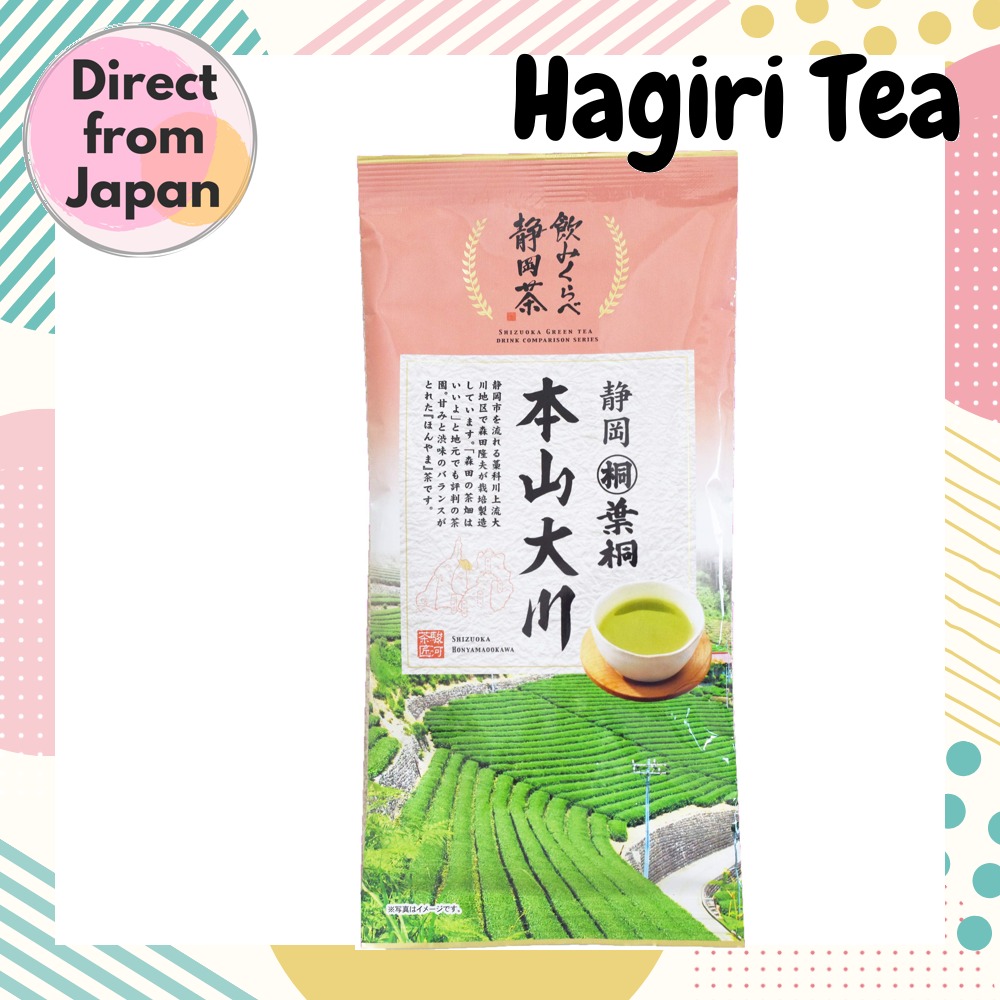 Direct
from
Japan
Hagiri Tea
飲みくらべ
静岡茶
SHIZUOKA GREEN TEA
DRINK COMPARISON SERIES
静岡 桐 葉桐
本山大川
静岡市を流れる藁科川上流大
川地区で森田隆夫が栽培製造
しています。「森田の茶畑は
いいよ」と地元でも評判の茶
園。甘みと渋味のバランスが
とれた『ほんやま』茶です。
駿河
茶匠
SHIZUOKA
HONYAMAOOKAWA
※写真はイメージです。